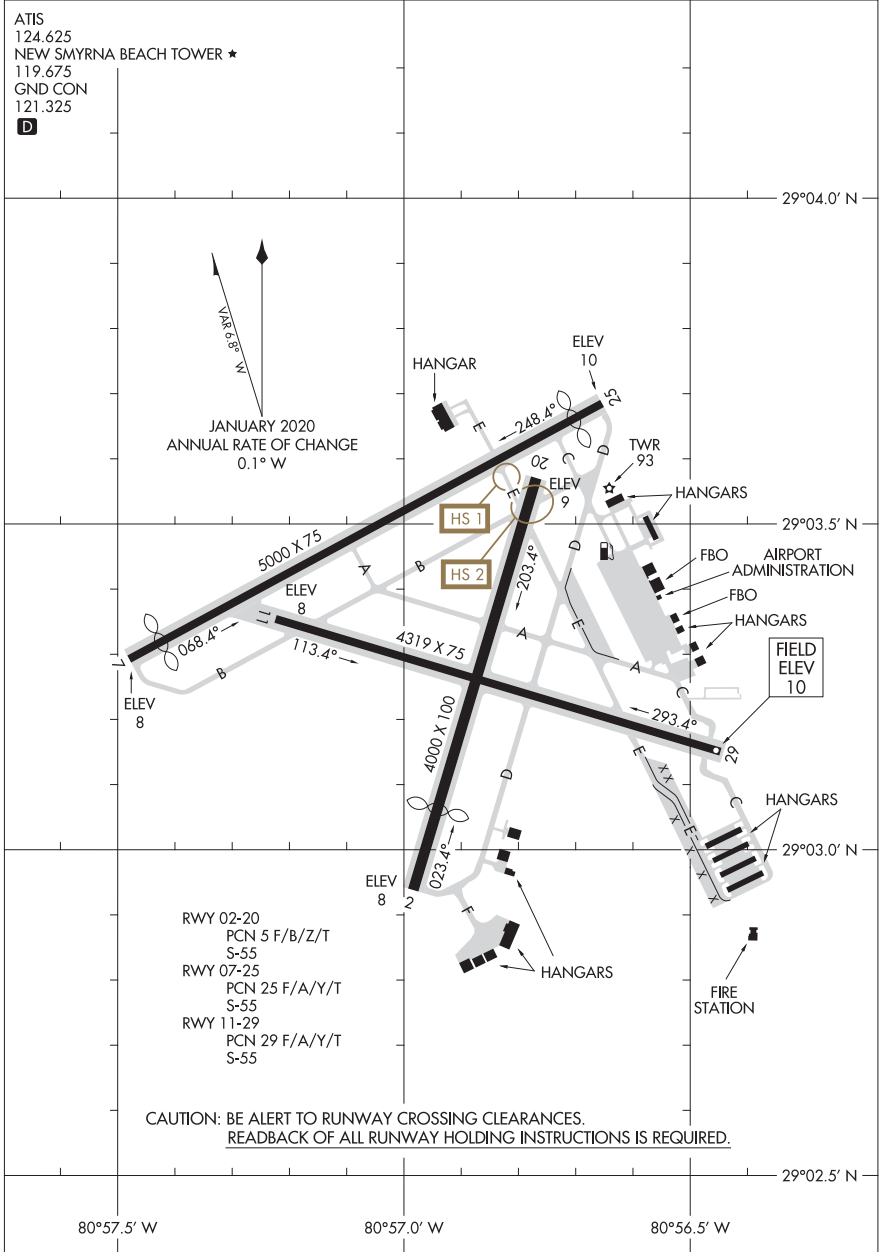 ATIS
124.625
NEW SMYRNA BEACH TOWER ★
119.675
GND CON
121.325
D
29°04.0' N
VAR 6.8° W
JANUARY 2020
ANNUAL RATE OF CHANGE
0.1° W
HANGAR
ELEV
10
25
248.4°
E
C
D
TWR
93
20
ELEV
9
E
HANGARS
HS 1
29°03.5' N
5000 X 75
HS 2
203.4°
D
FBO
AIRPORT
ADMINISTRATION
FBO
HANGARS
A
B
ELEV
8
11
068.4°
113.4°
4319 X 75
A
E
A
FIELD
ELEV
10
7
B
ELEV
8
C
293.4°
29
4000 X 100
D
E
X X
X
C
HANGARS
E
X
X
X
X
29°03.0' N
023.4°
ELEV
8
2
F
HANGARS
FIRE
STATION
RWY 02-20
PCN 5 F/B/Z/T
S-55
RWY 07-25
PCN 25 F/A/Y/T
S-55
RWY 11-29
PCN 29 F/A/Y/T
S-55
CAUTION: BE ALERT TO RUNWAY CROSSING CLEARANCES.
READBACK OF ALL RUNWAY HOLDING INSTRUCTIONS IS REQUIRED.
29°02.5' N
80°57.5' W
80°57.0' W
80°56.5' W